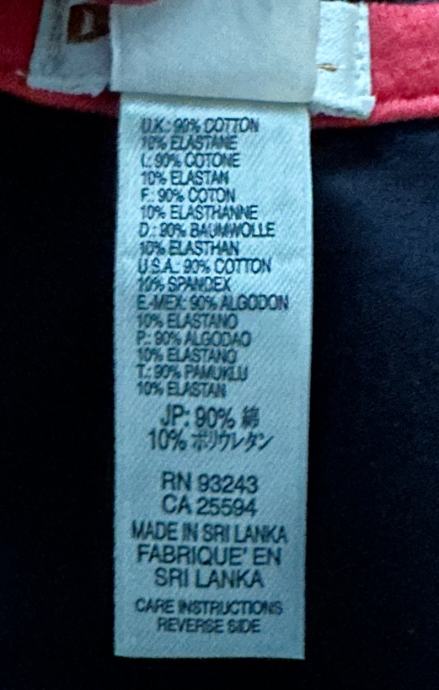 U.K.: 90% COTTON
10% ELASTANE
I.: 90% COTONE
10% ELASTAN
F.: 90% COTON
10% ELASTHANNE
D.: 90% BAUMWOLLE
10% ELASTHAN
U.S.A.: 90% COTTON
10% SPANDEX
E.-MEX: 90% ALGODON
10% ELASTANO
P.: 90% ALGODAO
10% ELASTANO
T.: 90% PAMUKLU
10% ELASTAN
JP: 90% 綿
10% ポリウレタン
RN 93243
CA 25594
MADE IN SRI LANKA
FABRIQUE' EN
SRI LANKA
CARE INSTRUCTIONS
REVERSE SIDE